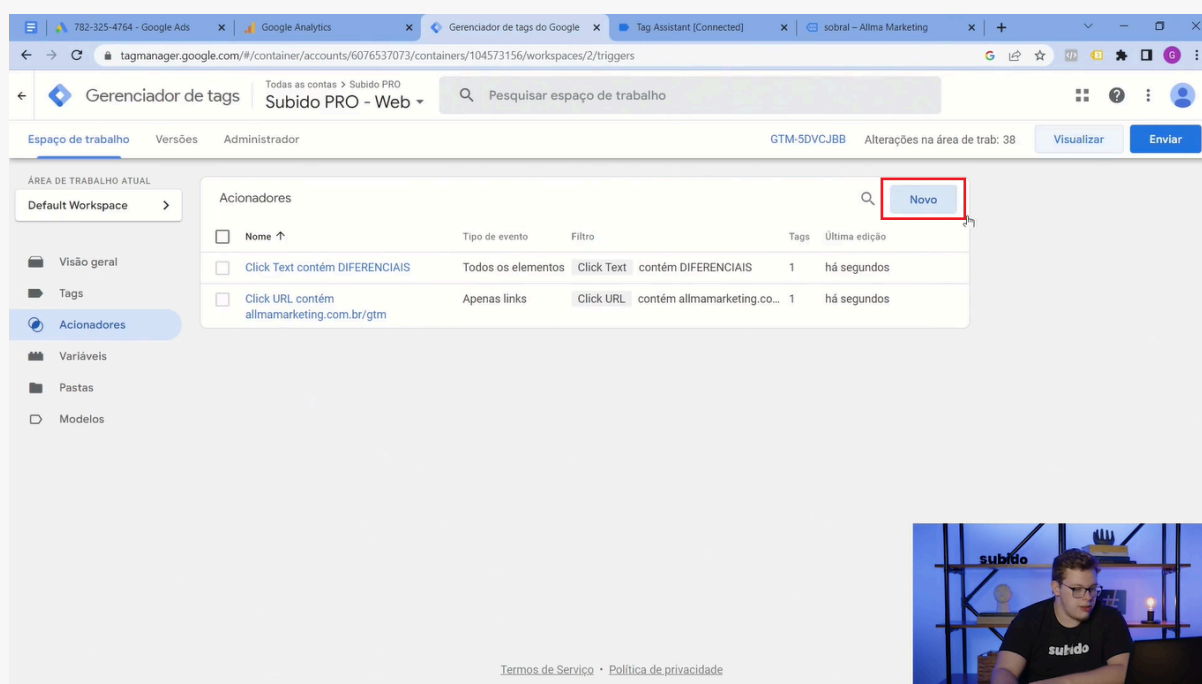 782-325-4764 - Google Ads
Google Analytics
Gerenciador de tags do Google
Tag Assistant [Connected]
sobral – Allma Marketing
tagmanager.google.com/#/container/accounts/6076537073/containers/104573156/workspaces/2/triggers
G
G
Gerenciador de tags
Todas as contas > Subido PRO
Subido PRO - Web
Pesquisar espaço de trabalho
Espaço de trabalho
Versões
Administrador
GTM-5DVCJBB
Alterações na área de trab: 38
Visualizar
Enviar
ÁREA DE TRABALHO ATUAL
Default Workspace
Acionadores
Novo
Nome
Tipo de evento
Filtro
Tags
Última edição
Click Text contém DIFERENCIAIS
Todos os elementos
Click Text contém DIFERENCIAIS
1
há segundos
Click URL contém
allmamarketing.com.br/gtm
Apenas links
Click URL contém allmamarketing.co...
1
há segundos
Visão geral
Tags
Acionadores
Variáveis
Pastas
Modelos
subido
#
subido
Termos de Serviço • Política de privacidade